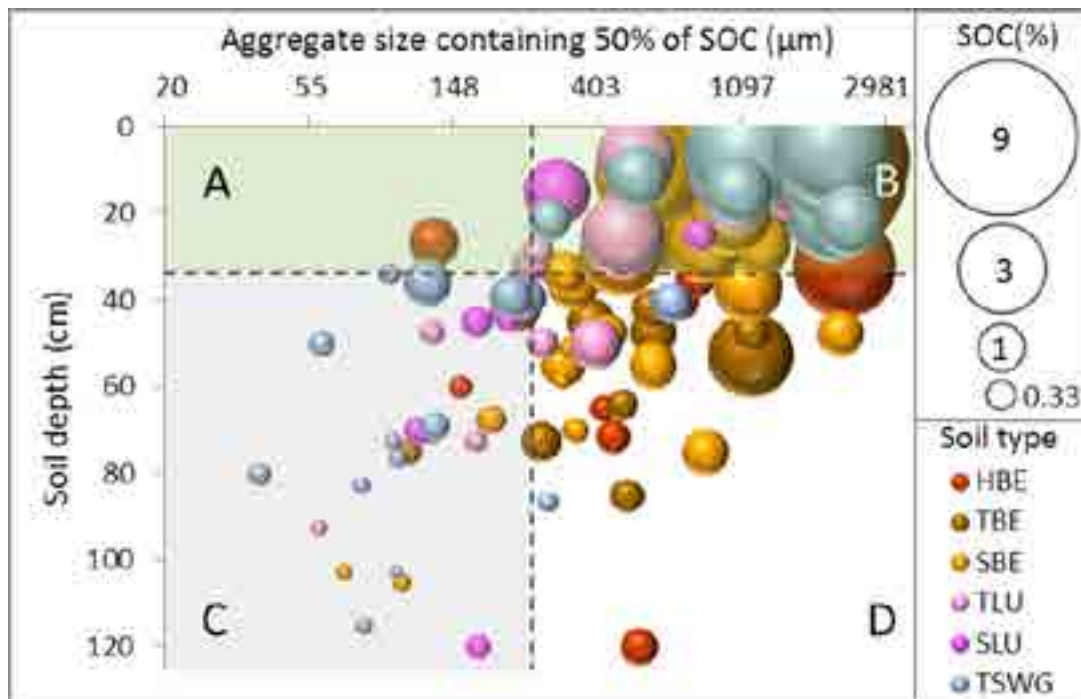 Aggregate size containing 50% of SOC (µm)
20 55 148 403 1097 2981
Soil depth (cm)
0
20
40
60
80
100
120
A
B
C
D
SOC(%)
9
3
1
0.33
Soil type
HBE
TBE
SBE
TLU
SLU
TSWG